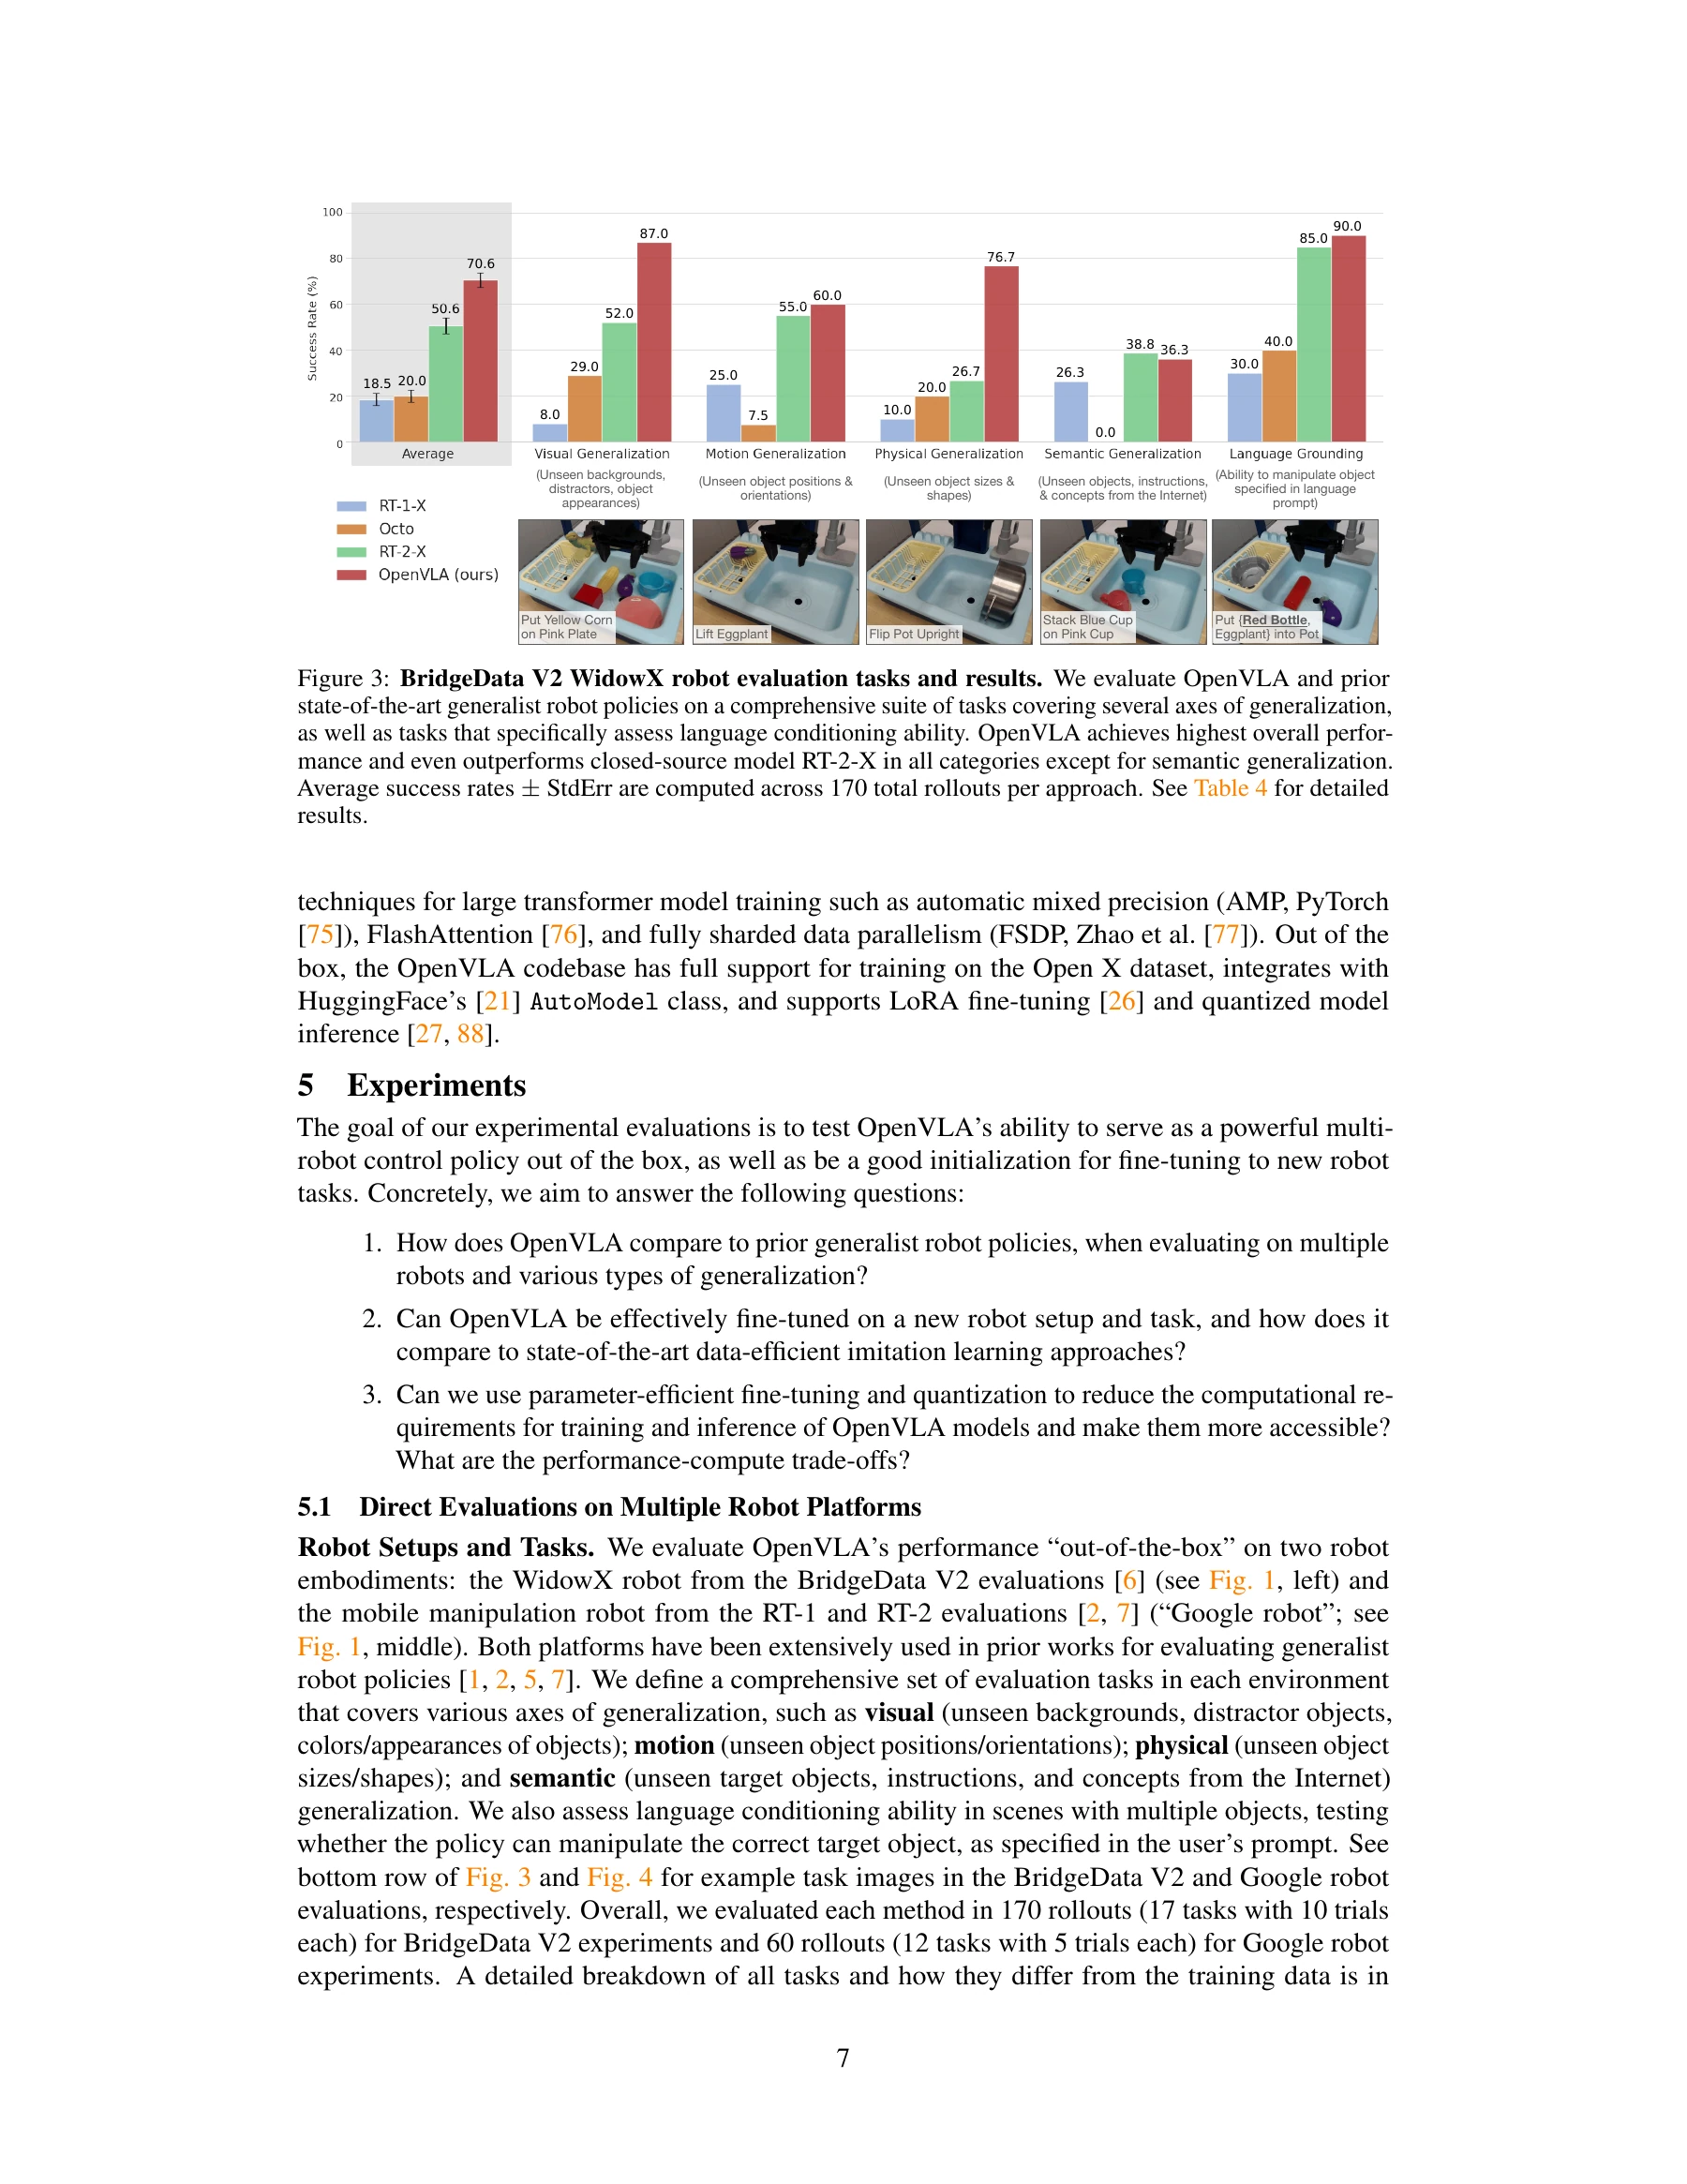 100
80
60
40
20
0
Success Rate (%)
18.5 20.0 50.6 70.6
8.0 29.0 52.0 87.0
25.0 7.5 55.0 60.0
10.0 20.0 26.7 76.7
26.3 0.0 38.8 36.3
30.0 40.0 85.0 90.0
Average
Visual Generalization
(Unseen backgrounds,
distractors, object
appearances)
Motion Generalization
(Unseen object positions &
orientations)
Physical Generalization
(Unseen object sizes &
shapes)
Semantic Generalization
(Unseen objects, instructions,
& concepts from the Internet)
Language Grounding
(Ability to manipulate object
specified in language
prompt)
RT-1-X
Octo
RT-2-X
OpenVLA (ours)
Put Yellow Corn
on Pink Plate
Lift Eggplant
Flip Pot Upright
Stack Blue Cup
on Pink Cup
Put {Red Bottle,
Eggplant} into Pot
Figure 3: BridgeData V2 WidowX robot evaluation tasks and results. We evaluate OpenVLA and prior
state-of-the-art generalist robot policies on a comprehensive suite of tasks covering several axes of generalization,
as well as tasks that specifically assess language conditioning ability. OpenVLA achieves highest overall perfor-
mance and even outperforms closed-source model RT-2-X in all categories except for semantic generalization.
Average success rates ± StdErr are computed across 170 total rollouts per approach. See Table 4 for detailed
results.
techniques for large transformer model training such as automatic mixed precision (AMP, PyTorch
[75]), FlashAttention [76], and fully sharded data parallelism (FSDP, Zhao et al. [77]). Out of the
box, the OpenVLA codebase has full support for training on the Open X dataset, integrates with
HuggingFace’s [21] AutoModel class, and supports LoRA fine-tuning [26] and quantized model
inference [27, 88].
5 Experiments
The goal of our experimental evaluations is to test OpenVLA’s ability to serve as a powerful multi-
robot control policy out of the box, as well as be a good initialization for fine-tuning to new robot
tasks. Concretely, we aim to answer the following questions:
1. How does OpenVLA compare to prior generalist robot policies, when evaluating on multiple
robots and various types of generalization?
2. Can OpenVLA be effectively fine-tuned on a new robot setup and task, and how does it
compare to state-of-the-art data-efficient imitation learning approaches?
3. Can we use parameter-efficient fine-tuning and quantization to reduce the computational re-
quirements for training and inference of OpenVLA models and make them more accessible?
What are the performance-compute trade-offs?
5.1 Direct Evaluations on Multiple Robot Platforms
Robot Setups and Tasks. We evaluate OpenVLA’s performance “out-of-the-box” on two robot
embodiments: the WidowX robot from the BridgeData V2 evaluations [6] (see Fig. 1, left) and
the mobile manipulation robot from the RT-1 and RT-2 evaluations [2, 7] (“Google robot”; see
Fig. 1, middle). Both platforms have been extensively used in prior works for evaluating generalist
robot policies [1, 2, 5, 7]. We define a comprehensive set of evaluation tasks in each environment
that covers various axes of generalization, such as visual (unseen backgrounds, distractor objects,
colors/appearances of objects); motion (unseen object positions/orientations); physical (unseen object
sizes/shapes); and semantic (unseen target objects, instructions, and concepts from the Internet)
generalization. We also assess language conditioning ability in scenes with multiple objects, testing
whether the policy can manipulate the correct target object, as specified in the user’s prompt. See
bottom row of Fig. 3 and Fig. 4 for example task images in the BridgeData V2 and Google robot
evaluations, respectively. Overall, we evaluated each method in 170 rollouts (17 tasks with 10 trials
each) for BridgeData V2 experiments and 60 rollouts (12 tasks with 5 trials each) for Google robot
experiments. A detailed breakdown of all tasks and how they differ from the training data is in
7